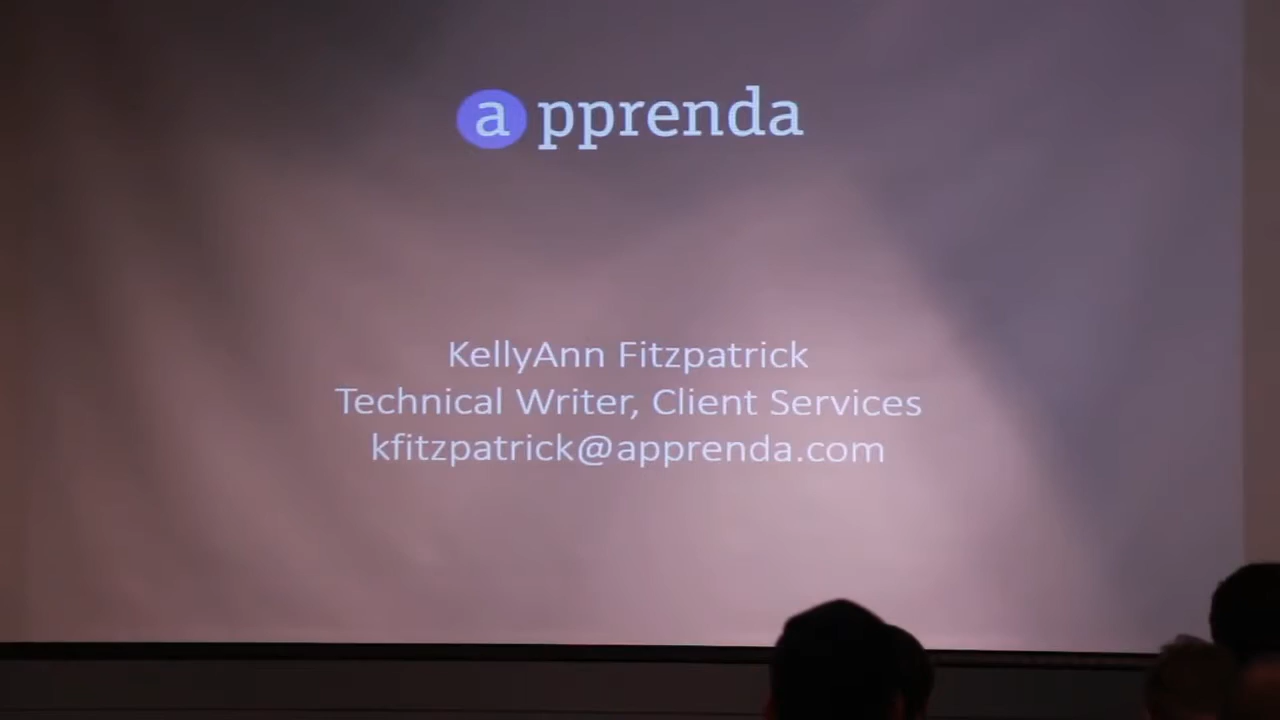 apprenda
KellyAnn Fitzpatrick
Technical Writer, Client Services
kfitzpatrick@apprenda.com